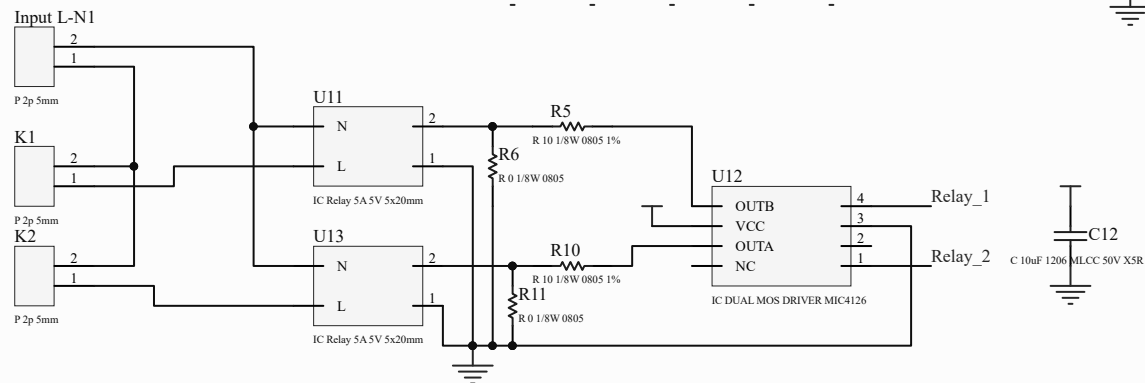 Input L-N1
2
1
P 2p 5mm
K1
2
1
P 2p 5mm
K2
2
1
P 2p 5mm
U11
N
L
2
1
IC Relay 5A 5V 5x20mm
U13
N
L
2
1
IC Relay 5A 5V 5x20mm
R5
R 10 1/8W 0805 1%
R6
R 0 1/8W 0805
R10
R 10 1/8W 0805 1%
R11
R 0 1/8W 0805
U12
OUTB
VCC
OUTA
NC
4
3
2
1
IC DUAL MOS DRIVER MIC4126
Relay_1
Relay_2
C12
C 10uF 1206 MLCC 50V X5R